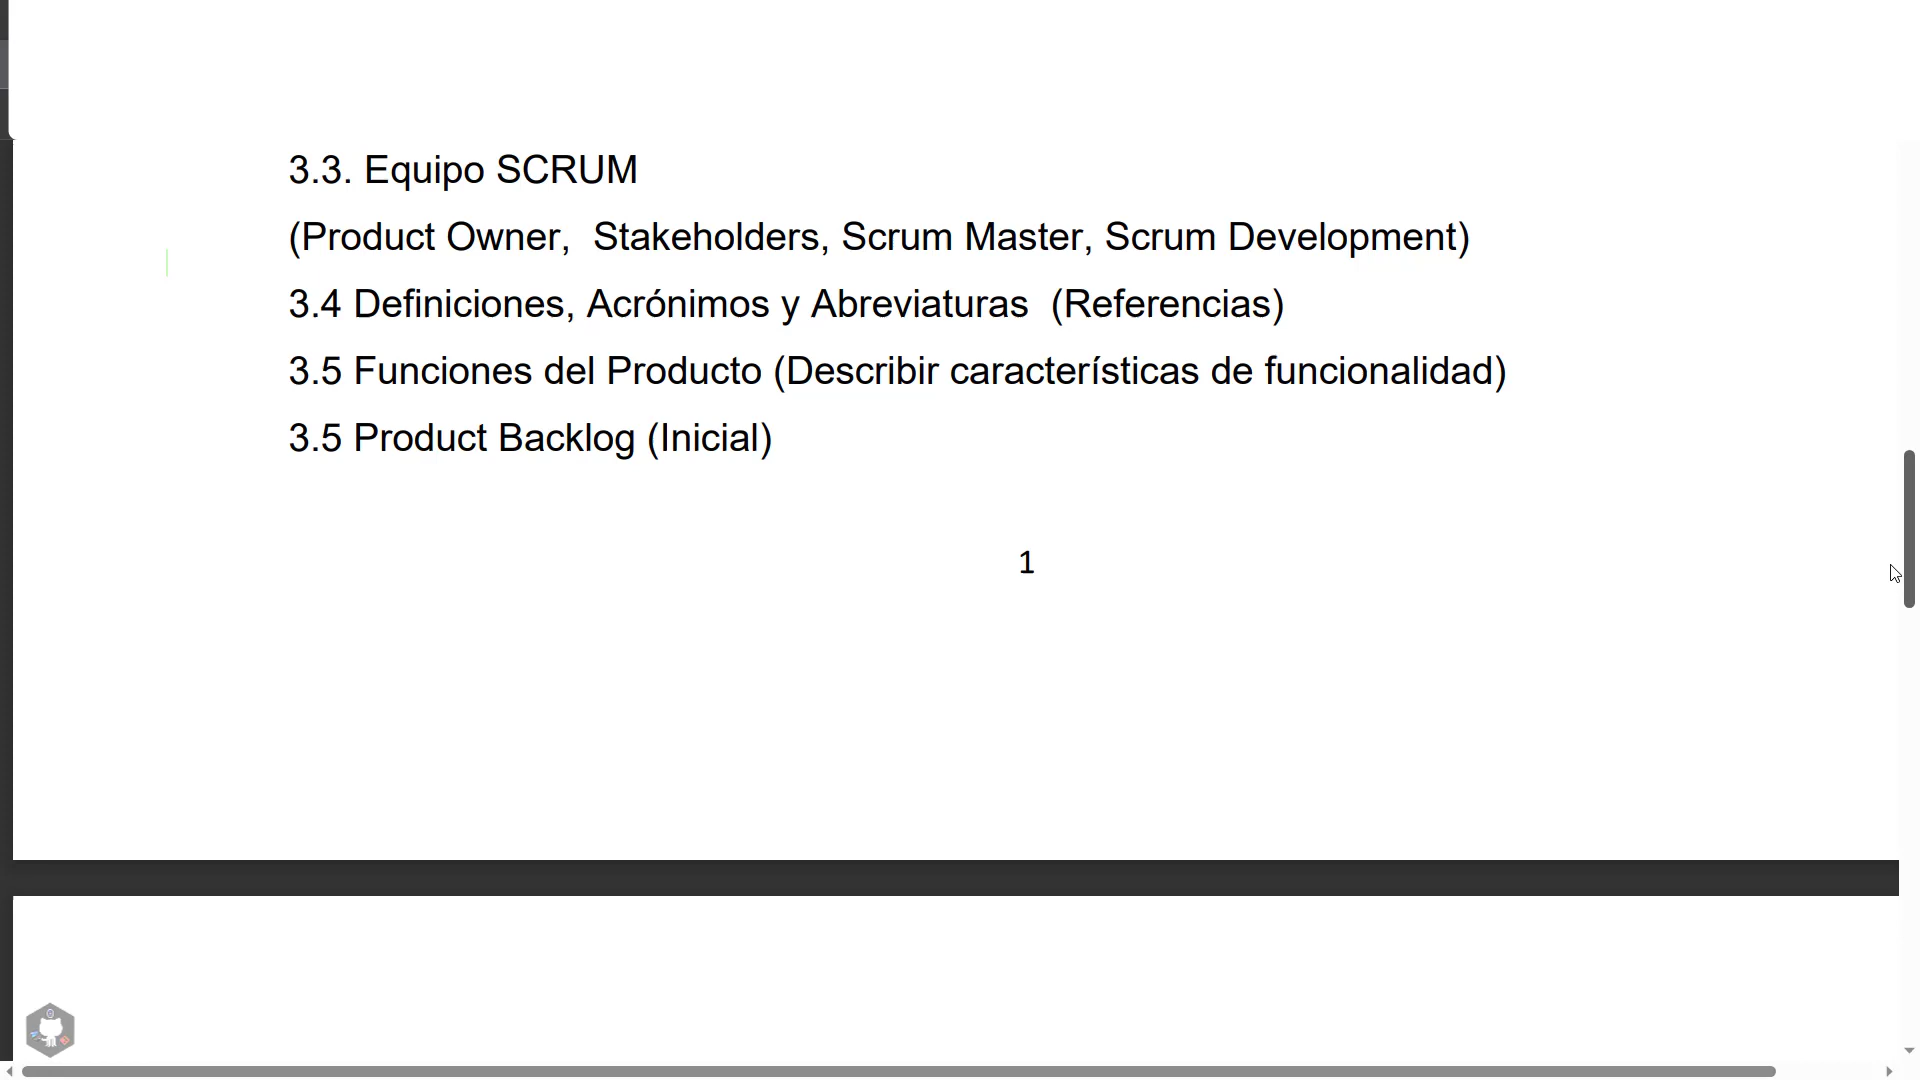 3.3. Equipo SCRUM
(Product Owner,  Stakeholders, Scrum Master, Scrum Development)
3.4 Definiciones, Acrónimos y Abreviaturas  (Referencias)
3.5 Funciones del Producto (Describir características de funcionalidad)
3.5 Product Backlog (Inicial)
1